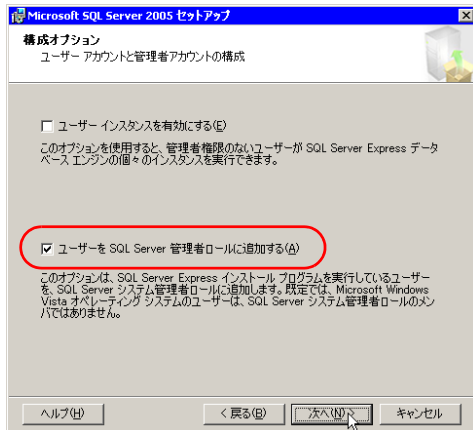 Microsoft SQL Server 2005 セットアップ
構成オプション
ユーザー アカウントと管理者アカウントの構成
ユーザー インスタンスを有効にする(E)
このオプションを使用すると、管理者権限のないユーザーが SQL Server Express データ
ベース エンジンの個々のインスタンスを実行できます。
ユーザーを SQL Server 管理者ロールに追加する(A)
このオプションは、SQL Server Express インストール プログラムを実行しているユーザー
を、SQL Server システム管理者ロールに追加します。既定では、Microsoft Windows
Vista オペレーティング システムのユーザーは、SQL Server システム管理者ロールのメン
バではありません。
ヘルプ(H)
< 戻る(B)
次へ(N) >
キャンセル